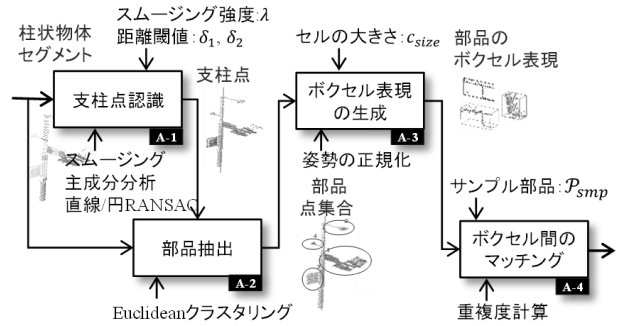 スムージング強度:λ
距離閾値:δ₁, δ₂
柱状物体
セグメント
支柱点認識
A-1
支柱点
スムージング
主成分分析
直線/円RANSAC
部品抽出
A-2
Euclideanクラスタリング
セルの大きさ:c_size
ボクセル表現
の生成
A-3
姿勢の正規化
部品の
ボクセル表現
部品
点集合
サンプル部品:𝒫_smp
ボクセル間の
マッチング
A-4
重複度計算